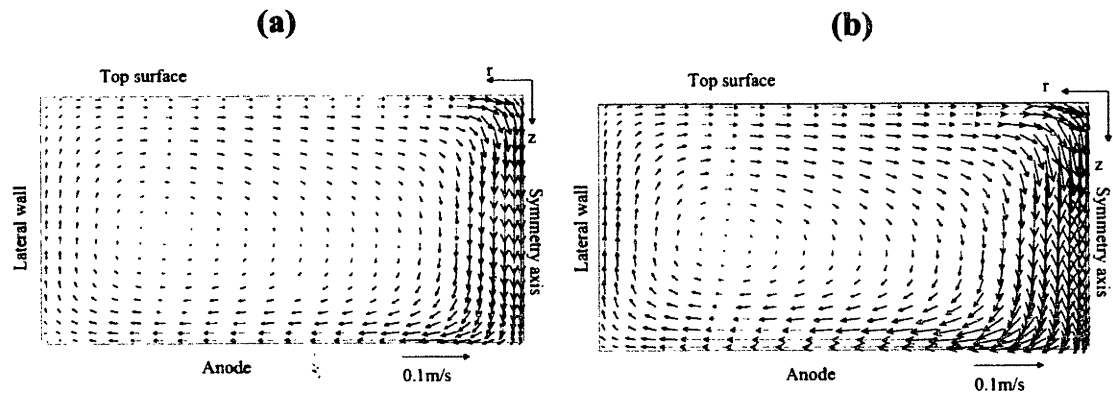 (a)
Top surface
r
z
Lateral wall
Symmetry axis
Anode
0.1m/s
(b)
Top surface
r
z
Lateral wall
Symmetry axis
Anode
0.1m/s